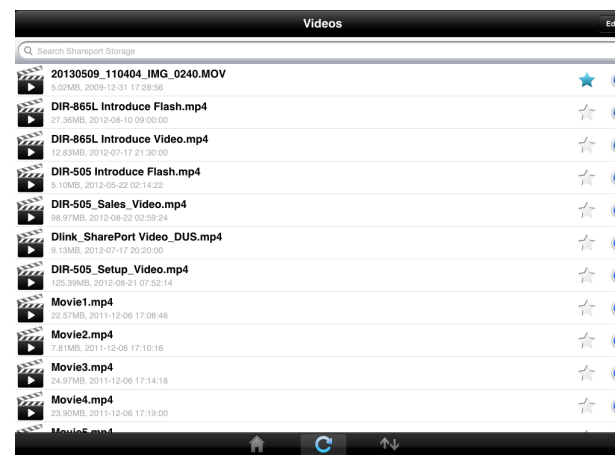 Videos
Ed
Search Shareport Storage
20130509_110404_IMG_0240.MOV
5.02MB, 2009-12-31 17:28:56
DIR-865L Introduce Flash.mp4
27.36MB, 2012-08-10 09:00:00
DIR-865L Introduce Video.mp4
12.83MB, 2012-07-17 21:30:00
DIR-505 Introduce Flash.mp4
5.10MB, 2012-05-22 02:14:22
DIR-505_Sales_Video.mp4
98.97MB, 2012-08-22 02:59:24
Dlink_SharePort Video_DUS.mp4
9.13MB, 2012-07-17 20:20:00
DIR-505_Setup_Video.mp4
125.39MB, 2012-08-21 07:52:14
Movie1.mp4
22.57MB, 2011-12-06 17:08:46
Movie2.mp4
7.81MB, 2011-12-06 17:10:16
Movie3.mp4
24.97MB, 2011-12-06 17:14:18
Movie4.mp4
23.90MB, 2011-12-06 17:19:00
Movie5.mp4